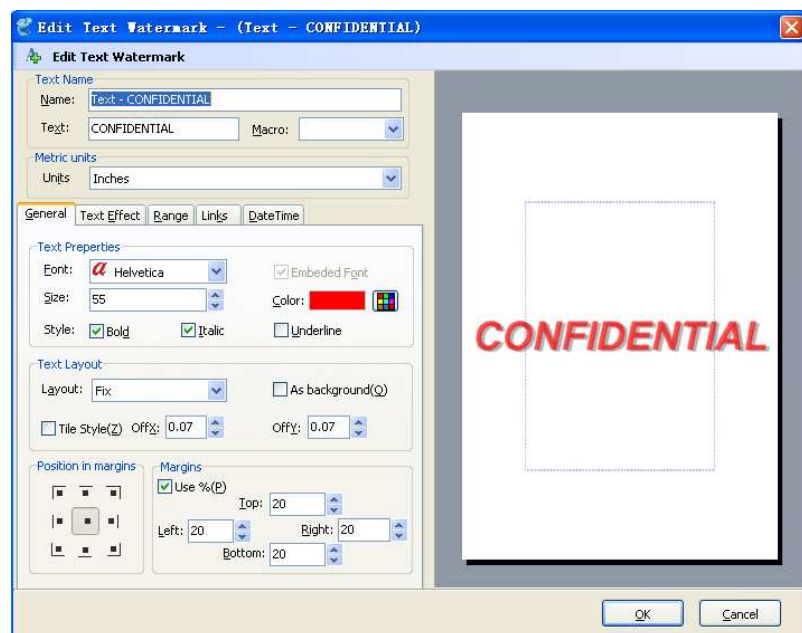 Edit Text Watermark - (Text - CONFIDENTIAL)
Edit Text Watermark
Text Name
Name: Text - CONFIDENTIAL
Text: CONFIDENTIAL Macro:
Metric units
Units Inches
General Text Effect Range Links DateTime
Text Properties
Font: a Helvetica Embeded Font
Size: 55 Color:
Style: Bold Italic Underline
Text Layout
Layout: Fix As background(Q)
Tile Style(Z) OffX: 0.07 OffY: 0.07
Position in margins Margins
Use %(P)
Top: 20
Left: 20 Right: 20
Bottom: 20
CONFIDENTIAL
OK Cancel